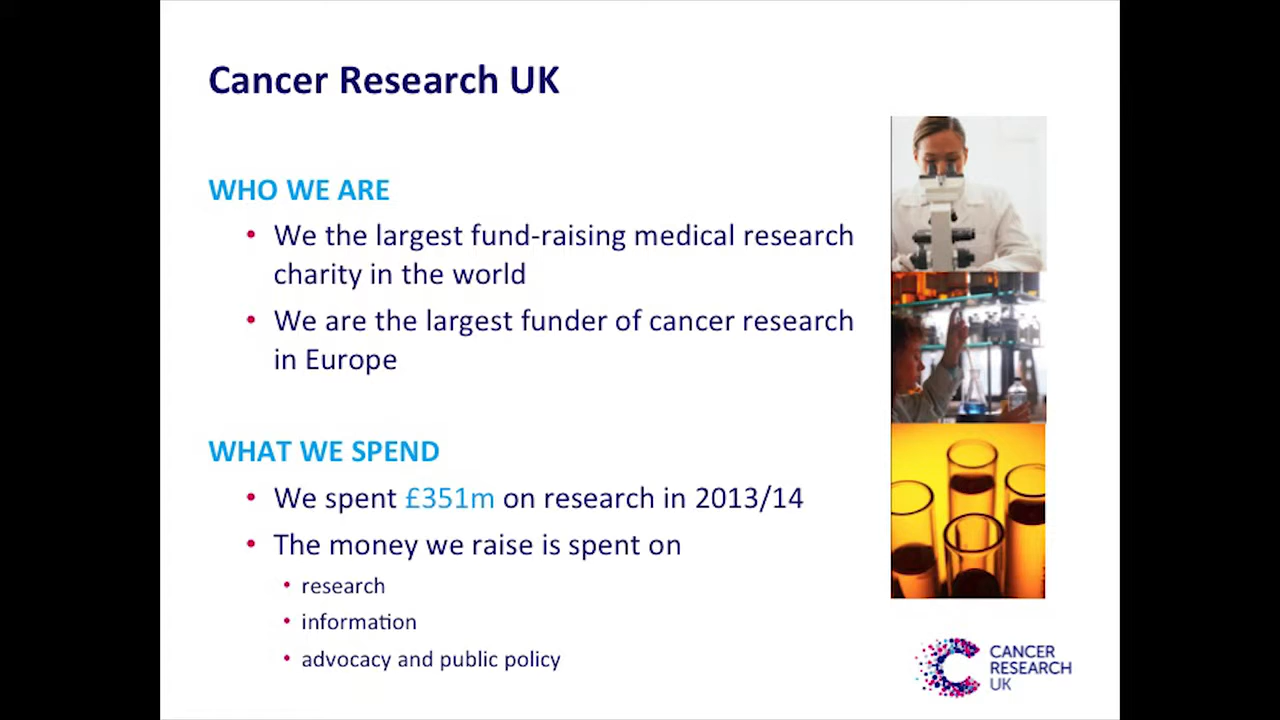 Cancer Research UK
WHO WE ARE
• We the largest fund-raising medical research
charity in the world
• We are the largest funder of cancer research
in Europe
WHAT WE SPEND
• We spent £351m on research in 2013/14
• The money we raise is spent on
• research
• information
• advocacy and public policy
CANCER
RESEARCH
UK